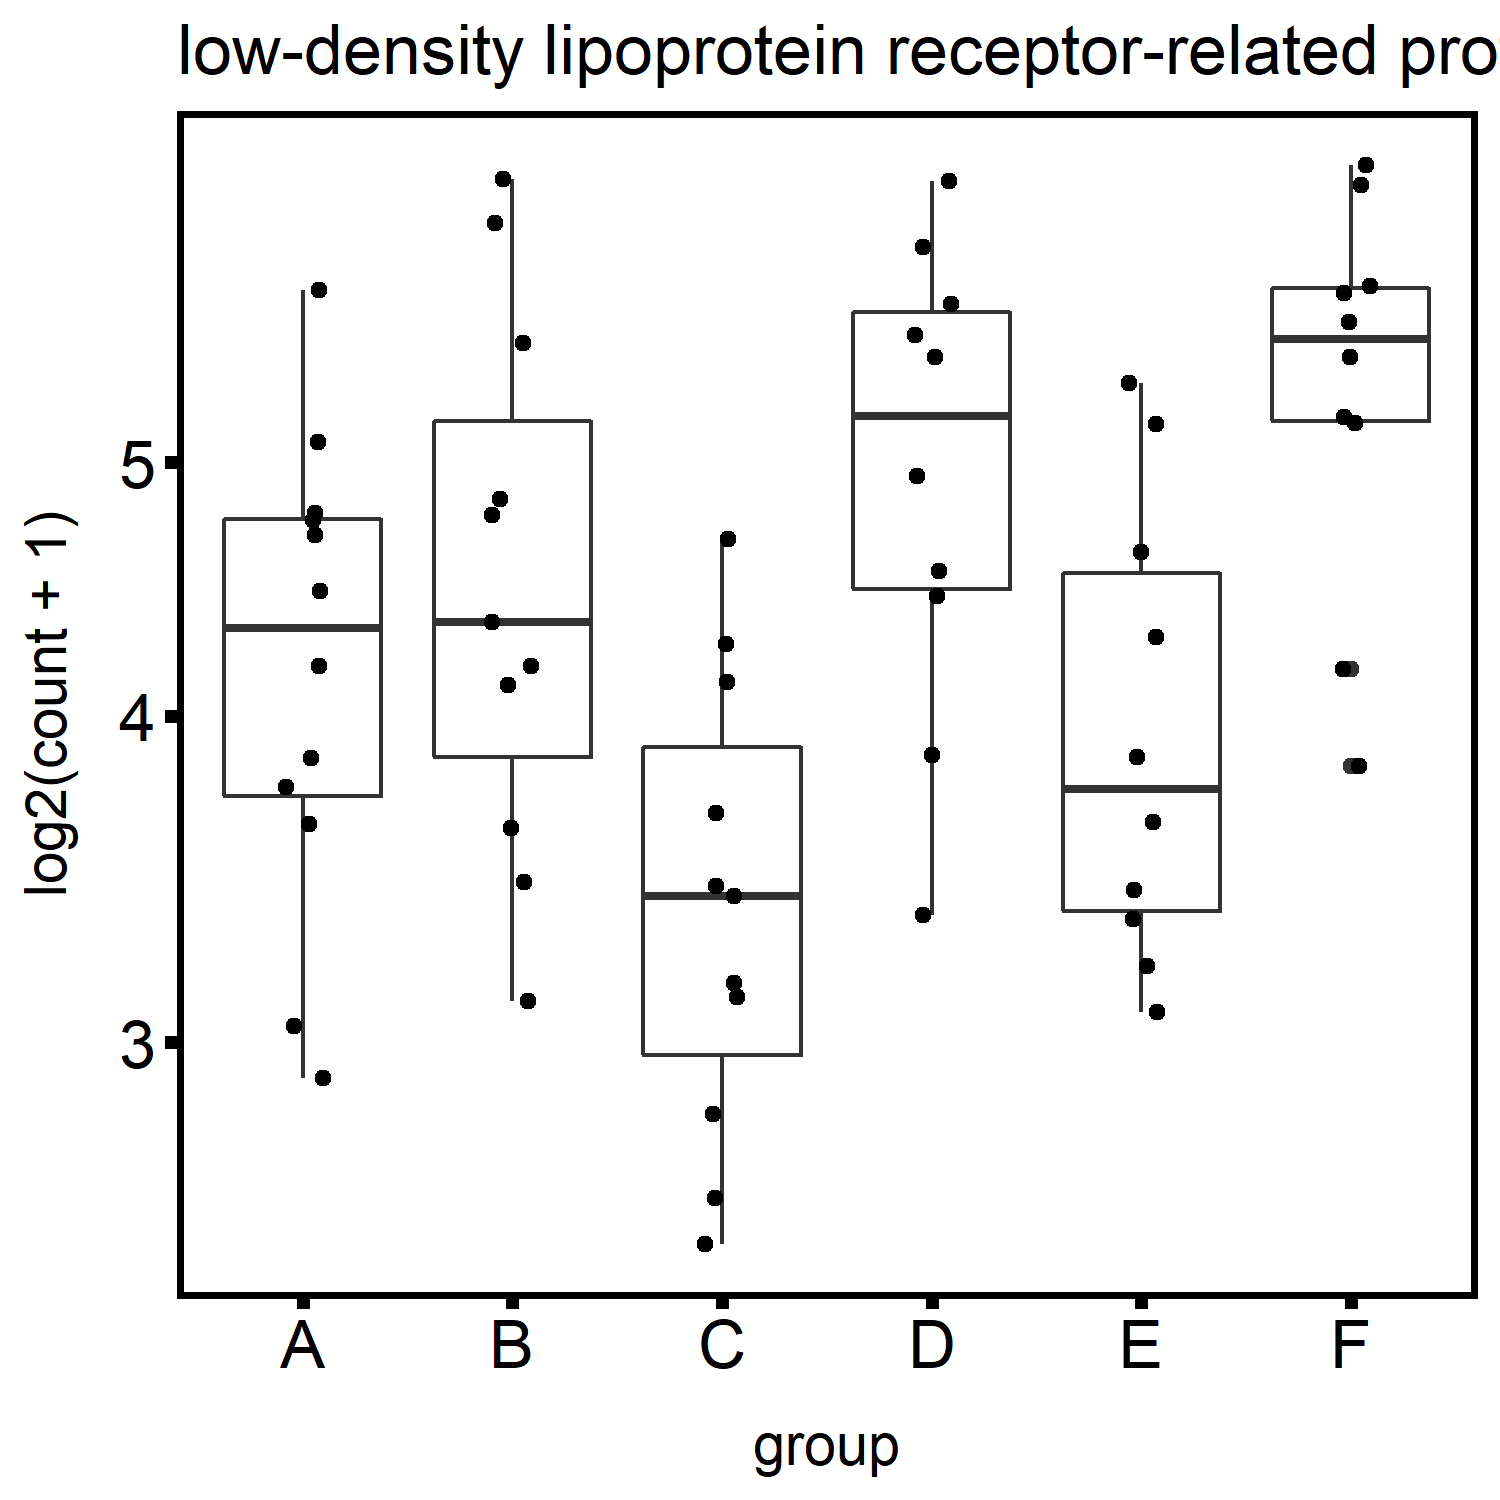 low-density lipoprotein receptor-related pro
log2(count + 1)
5
4
3
A B C D E F
group